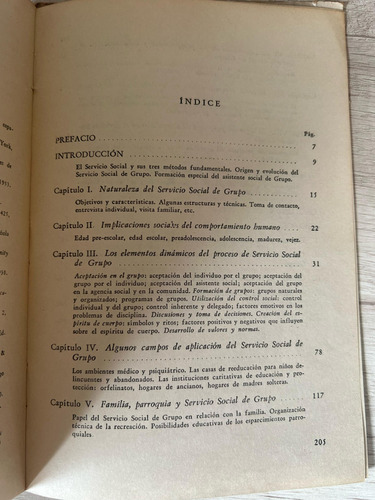 ÍNDICE
Pág.
PREFACIO 7
INTRODUCCIÓN 9
El Servicio Social y sus tres métodos fundamentales. Origen y evolución del
Servicio Social de Grupo. Formación especial del asistente social de Grupo.
Capítulo I. Naturaleza del Servicio Social de Grupo 15
Objetivos y características. Algunas estructuras y técnicas. Toma de contacto,
entrevista individual, visita familiar, etc.
Capítulo II. Implicaciones sociales del comportamiento humano 22
Edad pre-escolar, edad escolar, preadolescencia, adolescencia, madurez, vejez.
Capítulo III. Los elementos dinámicos del proceso de Servicio Social
de Grupo 31
Aceptación en el grupo: aceptación del individuo por el grupo; aceptación del
grupo por el individuo; aceptación del asistente social; aceptación del grupo
en la agencia social y en la comunidad. Formación de grupo: grupos naturales
y organizados; programas de grupos. Utilización del control social: control
individual y de grupo; control inherente y delegado; factores emotivos en los
problemas de disciplina. Discusiones y toma de decisiones. Creación del es-
píritu de cuerpo: símbolos y ritos; factores positivos y negativos que influyen
sobre el espíritu de cuerpo. Desarrollo de valores y normas.
Capítulo IV. Algunos campos de aplicación del Servicio Social de
Grupo 78
Los ambientes médico y psiquiátrico. Las casas de reeducación para niños de-
lincuentes y abandonados. Las instituciones caritativas de educación y pro-
tección: orfelinatos, hogares de ancianos, hogares de madres solteras.
Capítulo V. Familia, parroquia y Servicio Social de Grupo 117
Papel del Servicio Social de Grupo en relación con la familia. Organización
técnica de la recreación. Posibilidades educativas de los esparcimientos parro-
quiales.
205